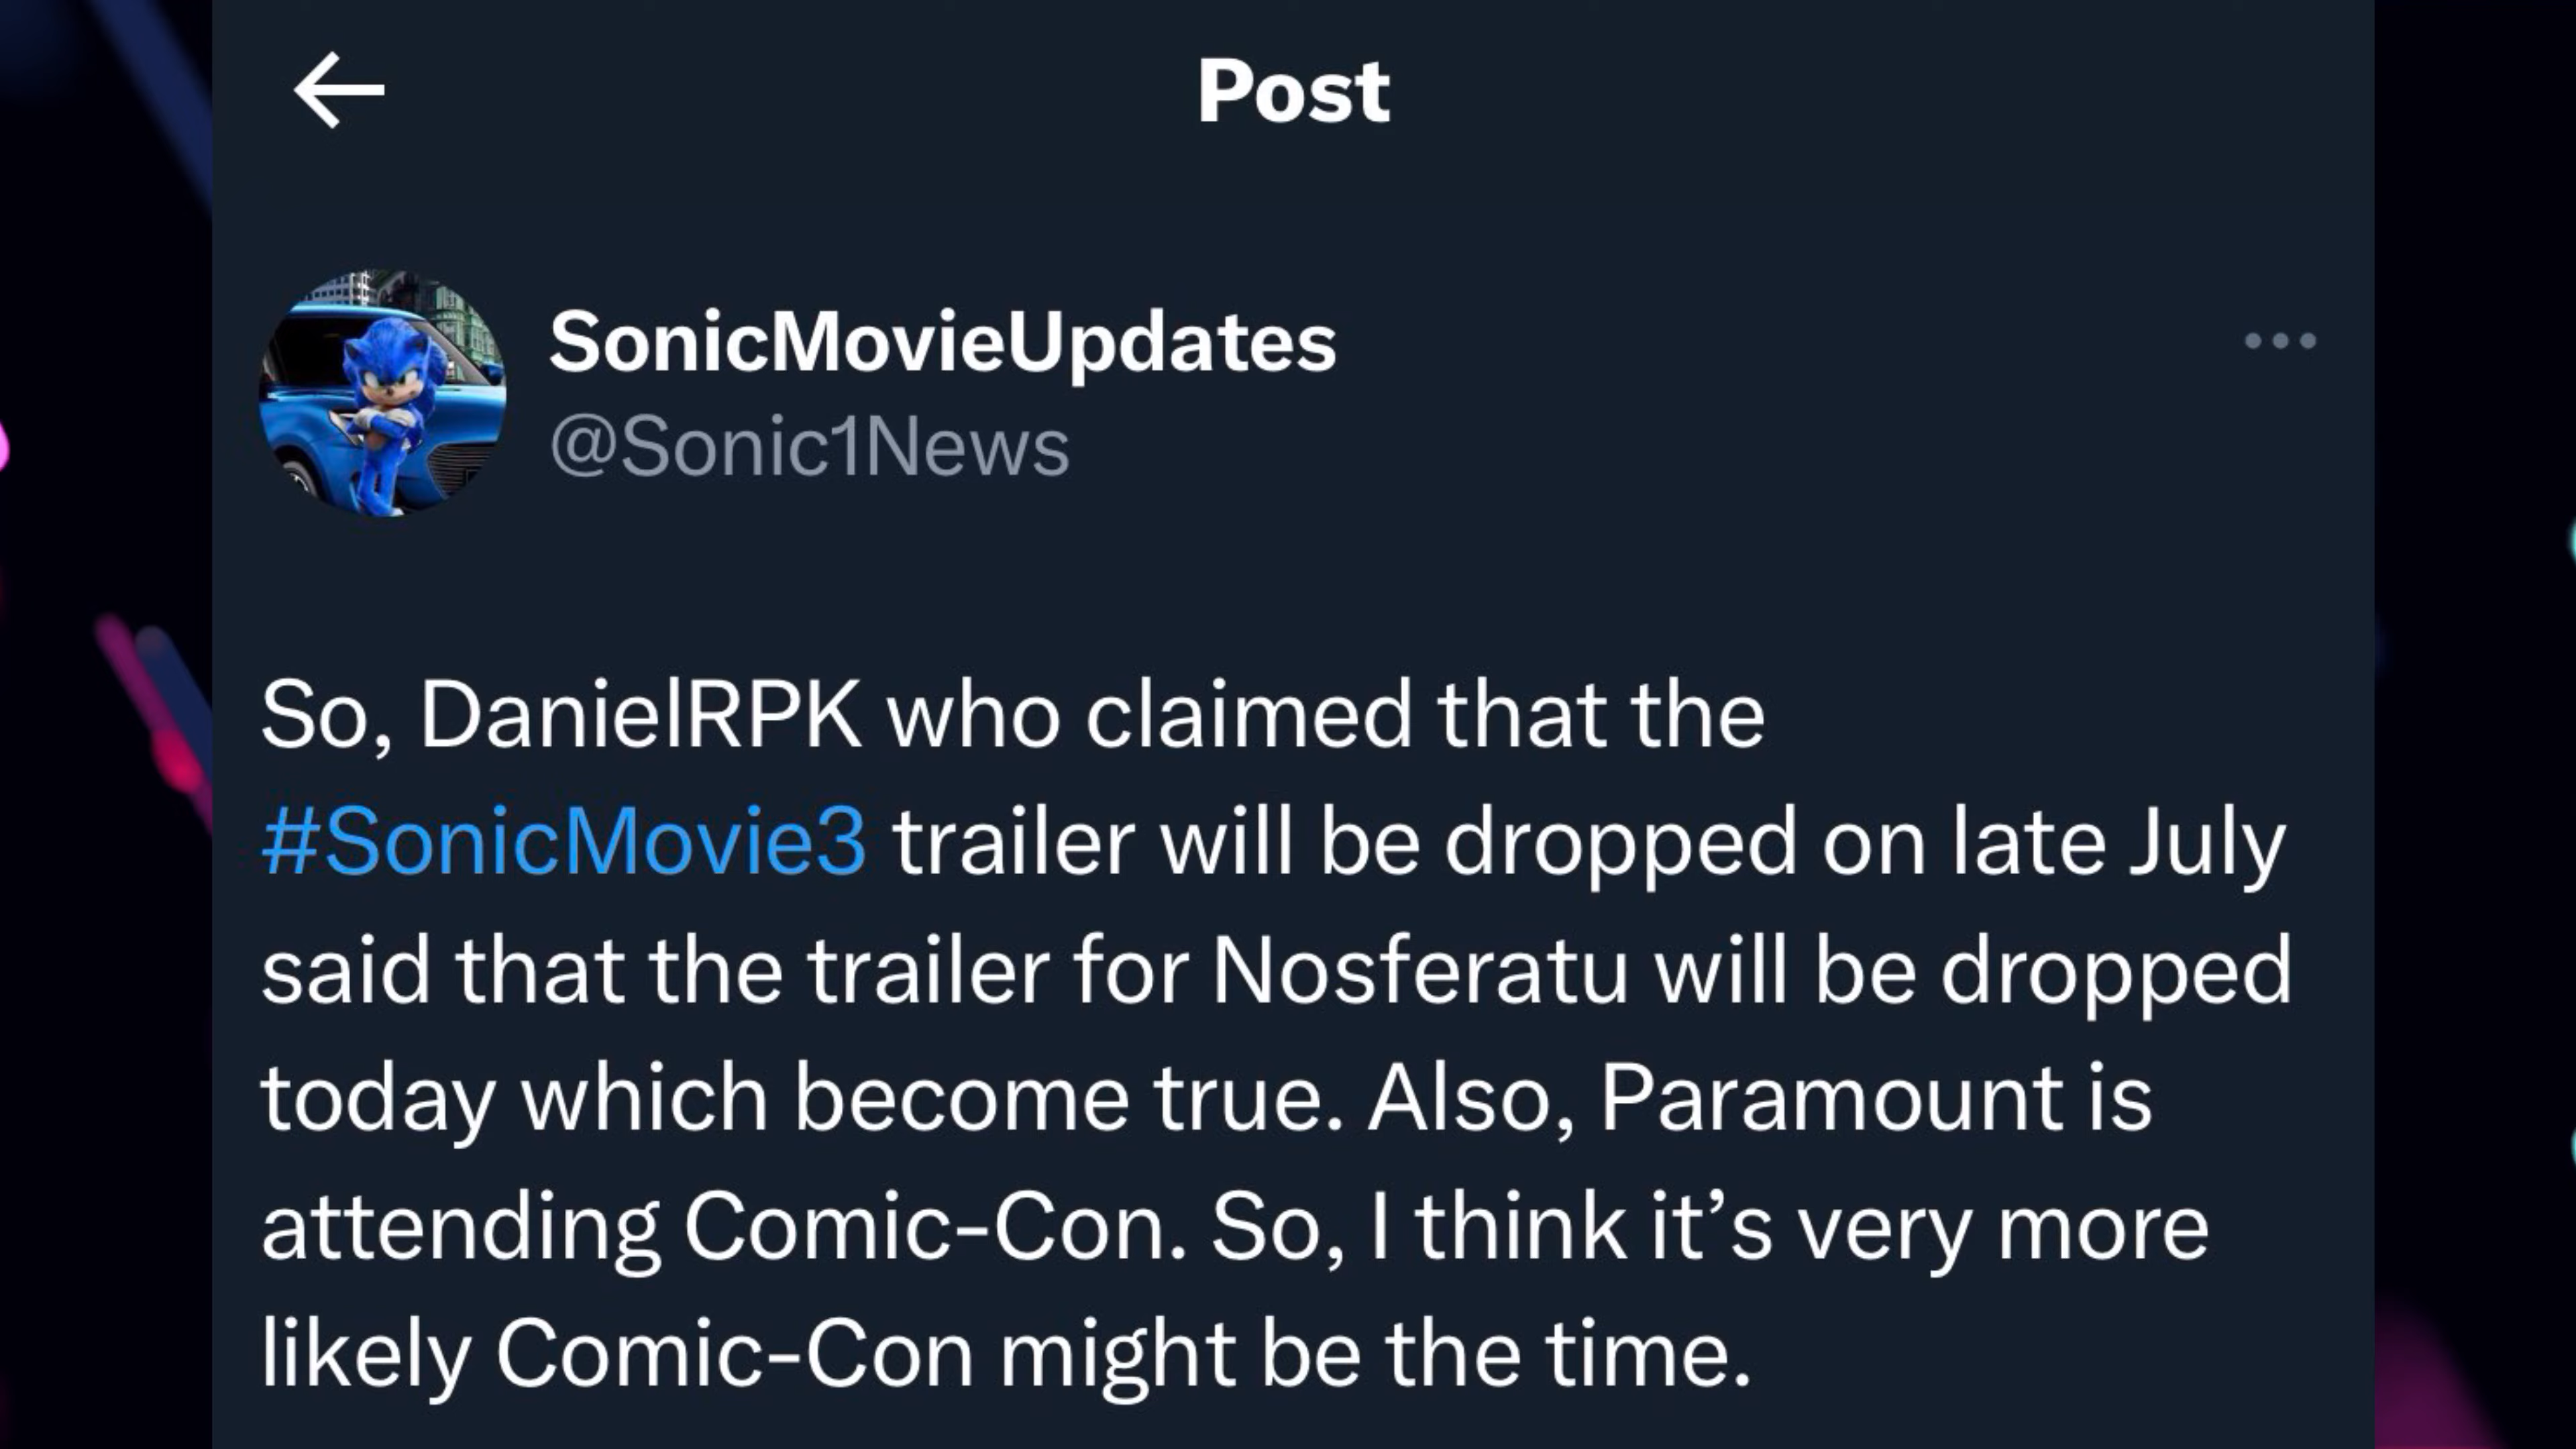 Post
SonicMovieUpdates
@Sonic1News
So, DanielRPK who claimed that the
#SonicMovie3 trailer will be dropped on late July
said that the trailer for Nosferatu will be dropped
today which become true. Also, Paramount is
attending Comic-Con. So, I think it’s very more
likely Comic-Con might be the time.